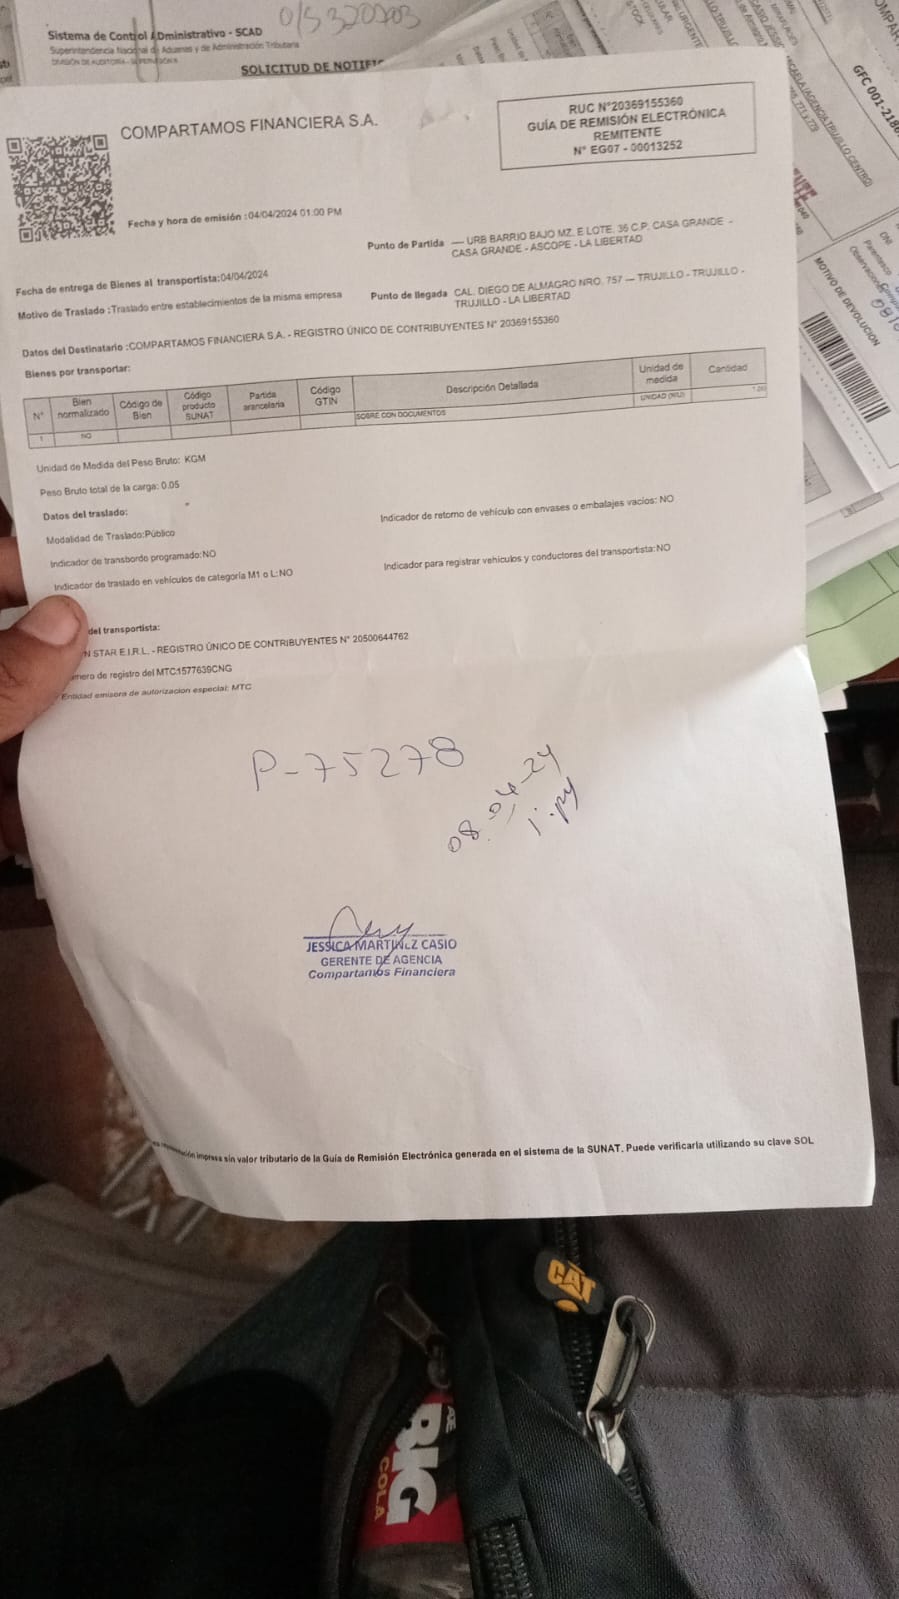 O/S 320203
Sistema de Control Administrativo - SCAD
Superintendencia Nacional de Aduanas y de Administración Tributaria
SOLICITUD DE
COMPARTAMOS FINANCIERA S.A.
RUC N°20369155360
GUÍA DE REMISIÓN ELECTRÓNICA
REMITENTE
N° EG07 - 00013252
Fecha y hora de emisión :04/04/2024 01:00 PM
Punto de Partida — URB BARRIO BAJO MZ. E LOTE. 36 C.P. CASA GRANDE -
CASA GRANDE - ASCOPE - LA LIBERTAD
Fecha de entrega de Bienes al transportista:04/04/2024
Motivo de Traslado :Traslado entre establecimientos de la misma empresa
Punto de llegada CAL. DIEGO DE ALMAGRO NRO. 757 — TRUJILLO - TRUJILLO -
TRUJILLO - LA LIBERTAD
Datos del Destinatario :COMPARTAMOS FINANCIERA S.A. - REGISTRO ÚNICO DE CONTRIBUYENTES N° 20369155360
Bienes por transportar:
N° Bien normalizado Código de Bien Código producto SUNAT Partida arancelaria Código GTIN Descripción Detallada Unidad de medida Cantidad
1 NO SOBRE CON DOCUMENTOS UNIDAD (NIU)
Unidad de Medida del Peso Bruto: KGM
Peso Bruto total de la carga: 0.05
Datos del traslado:
Modalidad de Traslado:Público
Indicador de retorno de vehículo con envases o embalajes vacíos: NO
Indicador de transbordo programado:NO
Indicador para registrar vehículos y conductores del transportista:NO
Indicador de traslado en vehículos de categoría M1 o L:NO
del transportista:
N STAR E.I.R.L. - REGISTRO ÚNICO DE CONTRIBUYENTES N° 20500644762
mero de registro del MTC:1577639CNG
Entidad emisora de autorizacion especial: MTC
P-75278
08-04-24
JESSICA MARTINEZ CASIO
GERENTE DE AGENCIA
Compartamos Financiera
impresa sin valor tributario de la Guía de Remisión Electrónica generada en el sistema de la SUNAT. Puede verificarla utilizando su clave SOL
MOTIVO DE DEVOLUCION
CAT
BIG
COLA